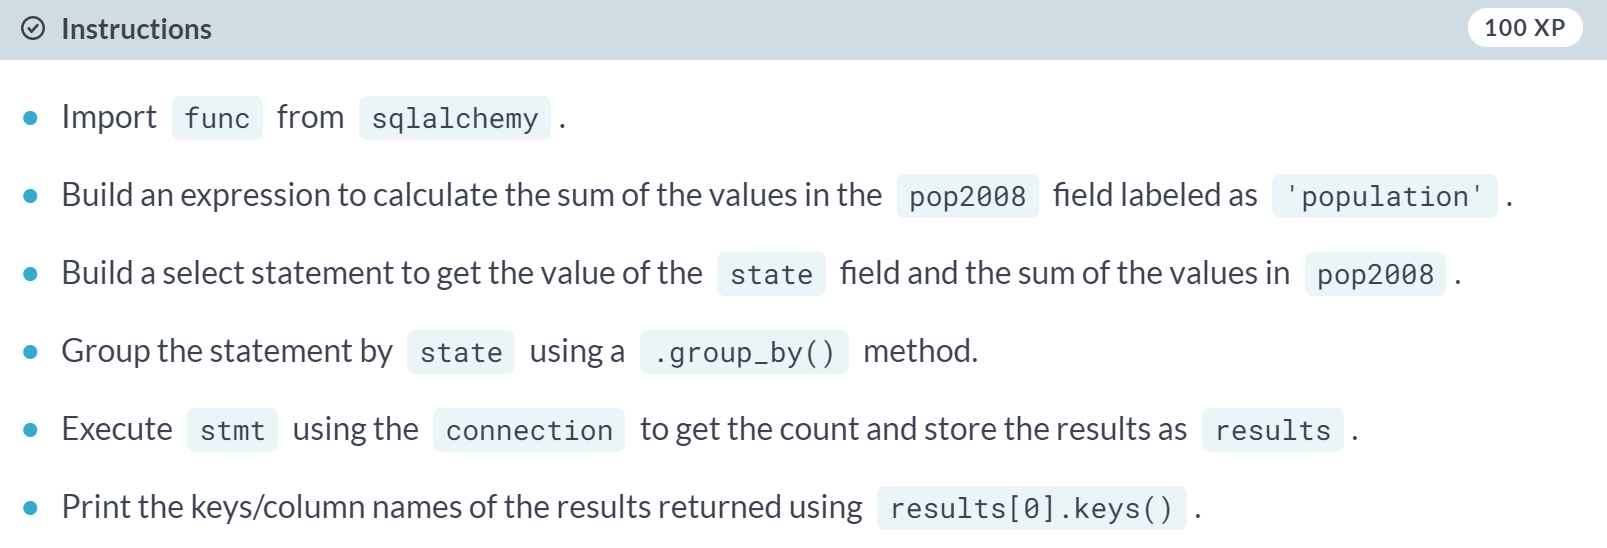 Instructions 100 XP
Import func from sqlalchemy .
Build an expression to calculate the sum of the values in the pop2008 field labeled as 'population' .
Build a select statement to get the value of the state field and the sum of the values in pop2008 .
Group the statement by state using a .group_by() method.
Execute stmt using the connection to get the count and store the results as results .
Print the keys/column names of the results returned using results[0].keys() .